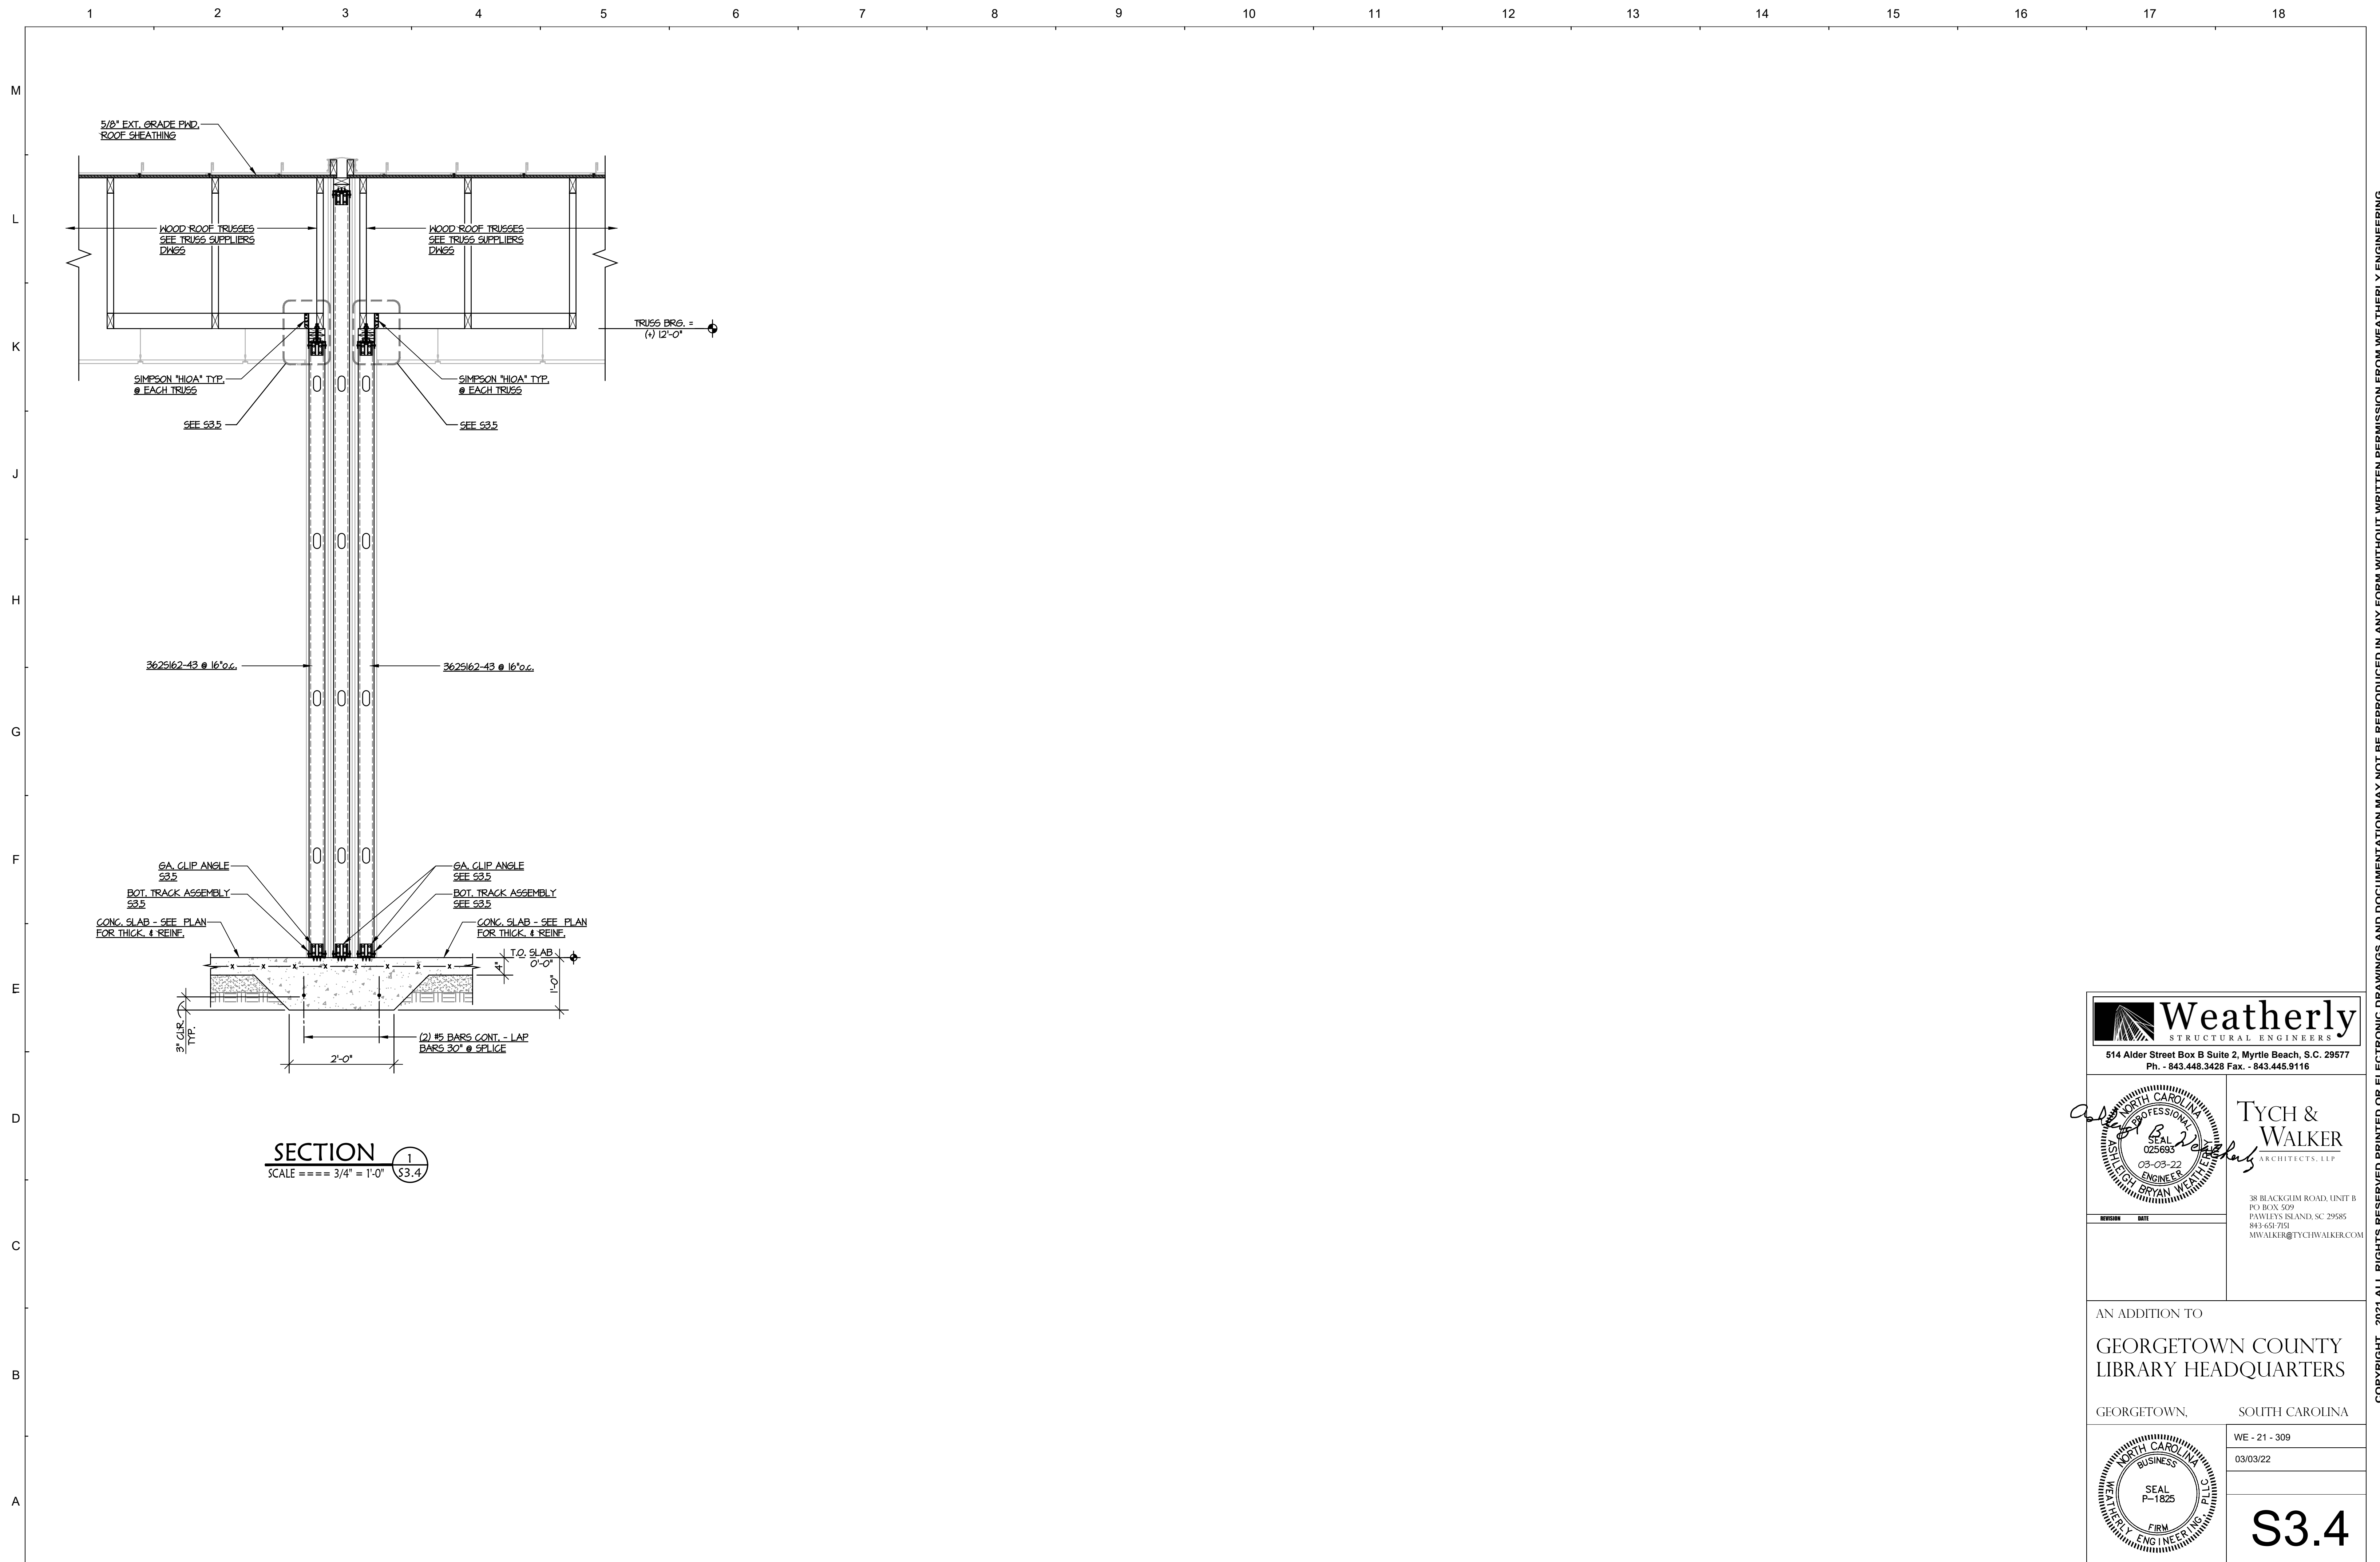 1 2 3 4 5 6 7 8 9 10 11 12 13 14 15 16 17 18
M
L
K
J
H
G
F
E
D
C
B
A
5/8" EXT. GRADE PWD.
ROOF SHEATHING
WOOD ROOF TRUSSES
SEE TRUSS SUPPLIERS
DWGS
WOOD ROOF TRUSSES
SEE TRUSS SUPPLIERS
DWGS
TRUSS BRG. =
(+) 12'-0"
SIMPSON "H10A" TYP.
@ EACH TRUSS
SIMPSON "H10A" TYP.
@ EACH TRUSS
SEE S3.5
SEE S3.5
362S162-43 @ 16"o.c.
362S162-43 @ 16"o.c.
GA. CLIP ANGLE
S3.5
GA. CLIP ANGLE
SEE S3.5
BOT. TRACK ASSEMBLY
S3.5
BOT. TRACK ASSEMBLY
SEE S3.5
CONC. SLAB - SEE PLAN
FOR THICK. & REINF.
CONC. SLAB - SEE PLAN
FOR THICK. & REINF.
T.O. SLAB
0'-0"
4"
1'-0"
x x x x x x x x
3" CLR.
TYP.
(2) #5 BARS CONT. - LAP
BARS 30" @ SPLICE
2'-0"
SECTION
SCALE ==== 3/4" = 1'-0"
1
S3.4
Weatherly
STRUCTURAL ENGINEERS
514 Alder Street Box B Suite 2, Myrtle Beach, S.C. 29577
Ph. - 843.448.3428 Fax. - 843.445.9116
NORTH CAROLINA
PROFESSIONAL
SEAL
025693
03-03-22
ENGINEER
ASHLEIGH BRYAN WEATHERLY
Ashleigh B. Weatherly
TYCH &
WALKER
ARCHITECTS, LLP
38 BLACKGUM ROAD, UNIT B
PO BOX 509
PAWLEYS ISLAND, SC 29585
843-651-7151
MWALKER@TYCHWALKER.COM
REVISION DATE
AN ADDITION TO
GEORGETOWN COUNTY
LIBRARY HEADQUARTERS
GEORGETOWN, SOUTH CAROLINA
NORTH CAROLINA
BUSINESS
SEAL
P-1825
FIRM
WEATHERLY ENGINEERING, PLLC
WE - 21 - 309
03/03/22
S3.4
COPYRIGHT 2021 ALL RIGHTS RESERVED PRINTED OR ELECTRONIC DRAWINGS AND DOCUMENTATION MAY NOT BE REPRODUCED IN ANY FORM WITHOUT WRITTEN PERMISSION FROM WEATHERLY ENGINEERING